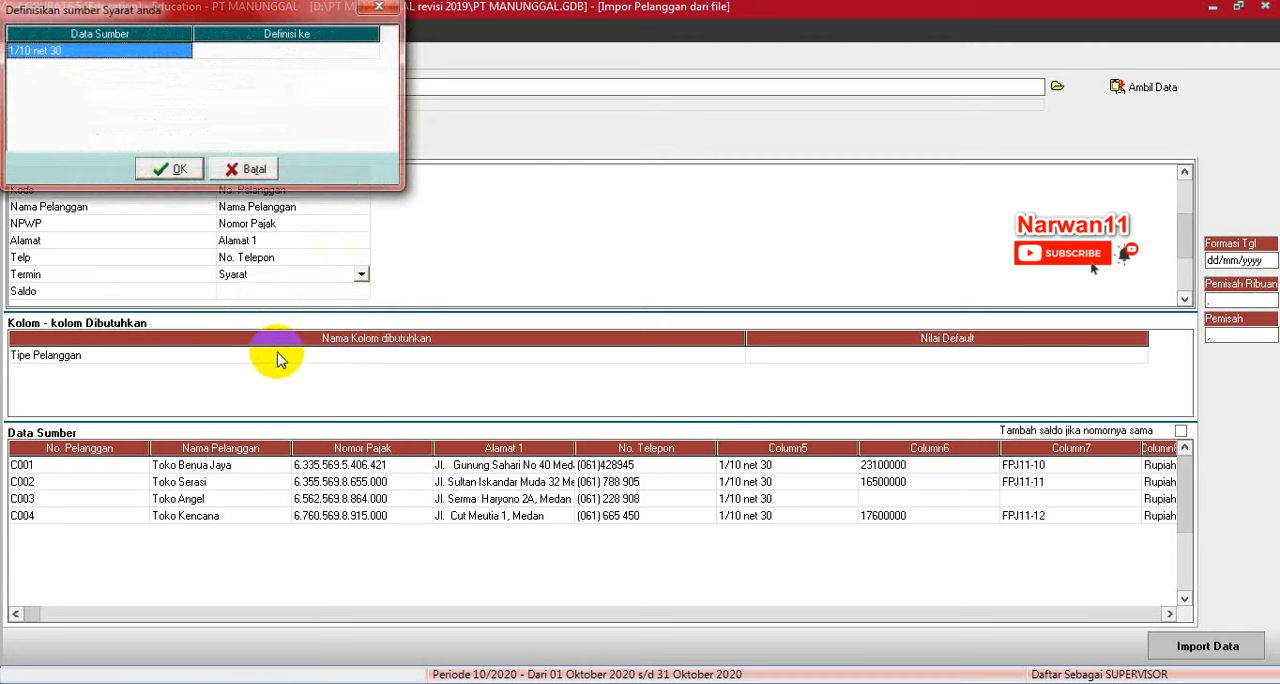 Definisikan sumber Syarat anda
Education - PT MANUNGGAL
revisi 2019\PT MANUNGGAL.GDB] - [Impor Pelanggan dari file]
Data Sumber Definisi ke
1/10 net 30
OK Batal
Ambil Data
Kode No. Pelanggan
Nama Pelanggan Nama Pelanggan
NPWP Nomor Pajak
Alamat Alamat 1
Telp No. Telepon
Termin Syarat
Saldo
Narwan11
SUBSCRIBE
Formasi Tgl
dd/mm/yyyy
Pemisah Ribuan
.
Pemisah
,
Kolom - kolom Dibutuhkan
Nama Kolom dibutuhkan Nilai Default
Tipe Pelanggan
Data Sumber Tambah saldo jika nomornya sama
No. Pelanggan Nama Pelanggan Nomor Pajak Alamat 1 No. Telepon Column5 Column6 Column7 Column8
C001 Toko Benua Jaya 6.335.569.5.406.421 Jl. Gunung Sahari No 40 Med (061)428945 1/10 net 30 23100000 FPJ11-10 Rupiah
C002 Toko Serasi 6.355.569.8.655.000 Jl. Sultan Iskandar Muda 32 Me (061) 788 905 1/10 net 30 16500000 FPJ11-11 Rupiah
C003 Toko Angel 6.562.569.8.864.000 Jl. Serma Haryono 2A, Medan (061) 228 908 1/10 net 30 Rupiah
C004 Toko Kencana 6.760.569.8.915.000 Jl. Cut Meutia 1, Medan (061) 665 450 1/10 net 30 17600000 FPJ11-12 Rupiah
Import Data
Periode 10/2020 - Dari 01 Oktober 2020 s/d 31 Oktober 2020 Daftar Sebagai SUPERVISOR